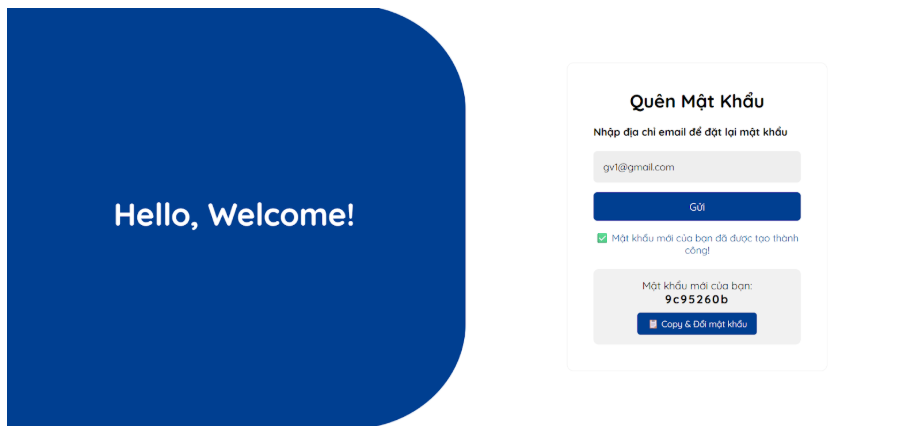 Hello, Welcome!
Quên Mật Khẩu
Nhập địa chỉ email để đặt lại mật khẩu
gv1@gmail.com
Gửi
✅ Mật khẩu mới của bạn đã được tạo thành
công!
Mật khẩu mới của bạn:
9c95260b
📋 Copy & Đổi mật khẩu